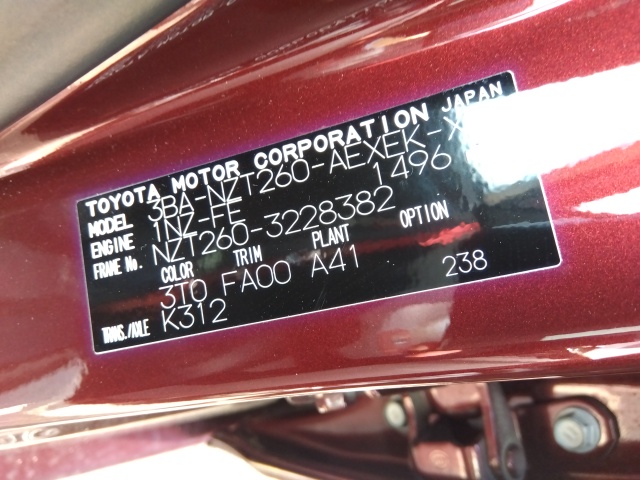 TOYOTA MOTOR CORPORATION JAPAN
MODEL 3BA-NZT260-AEXEK-X
ENGINE 1NZ-FE 1496
FRAME No. NZT260-3228382
COLOR TRIM PLANT OPTION
3T0 FA00 A41 238
TRANS./AXLE K312